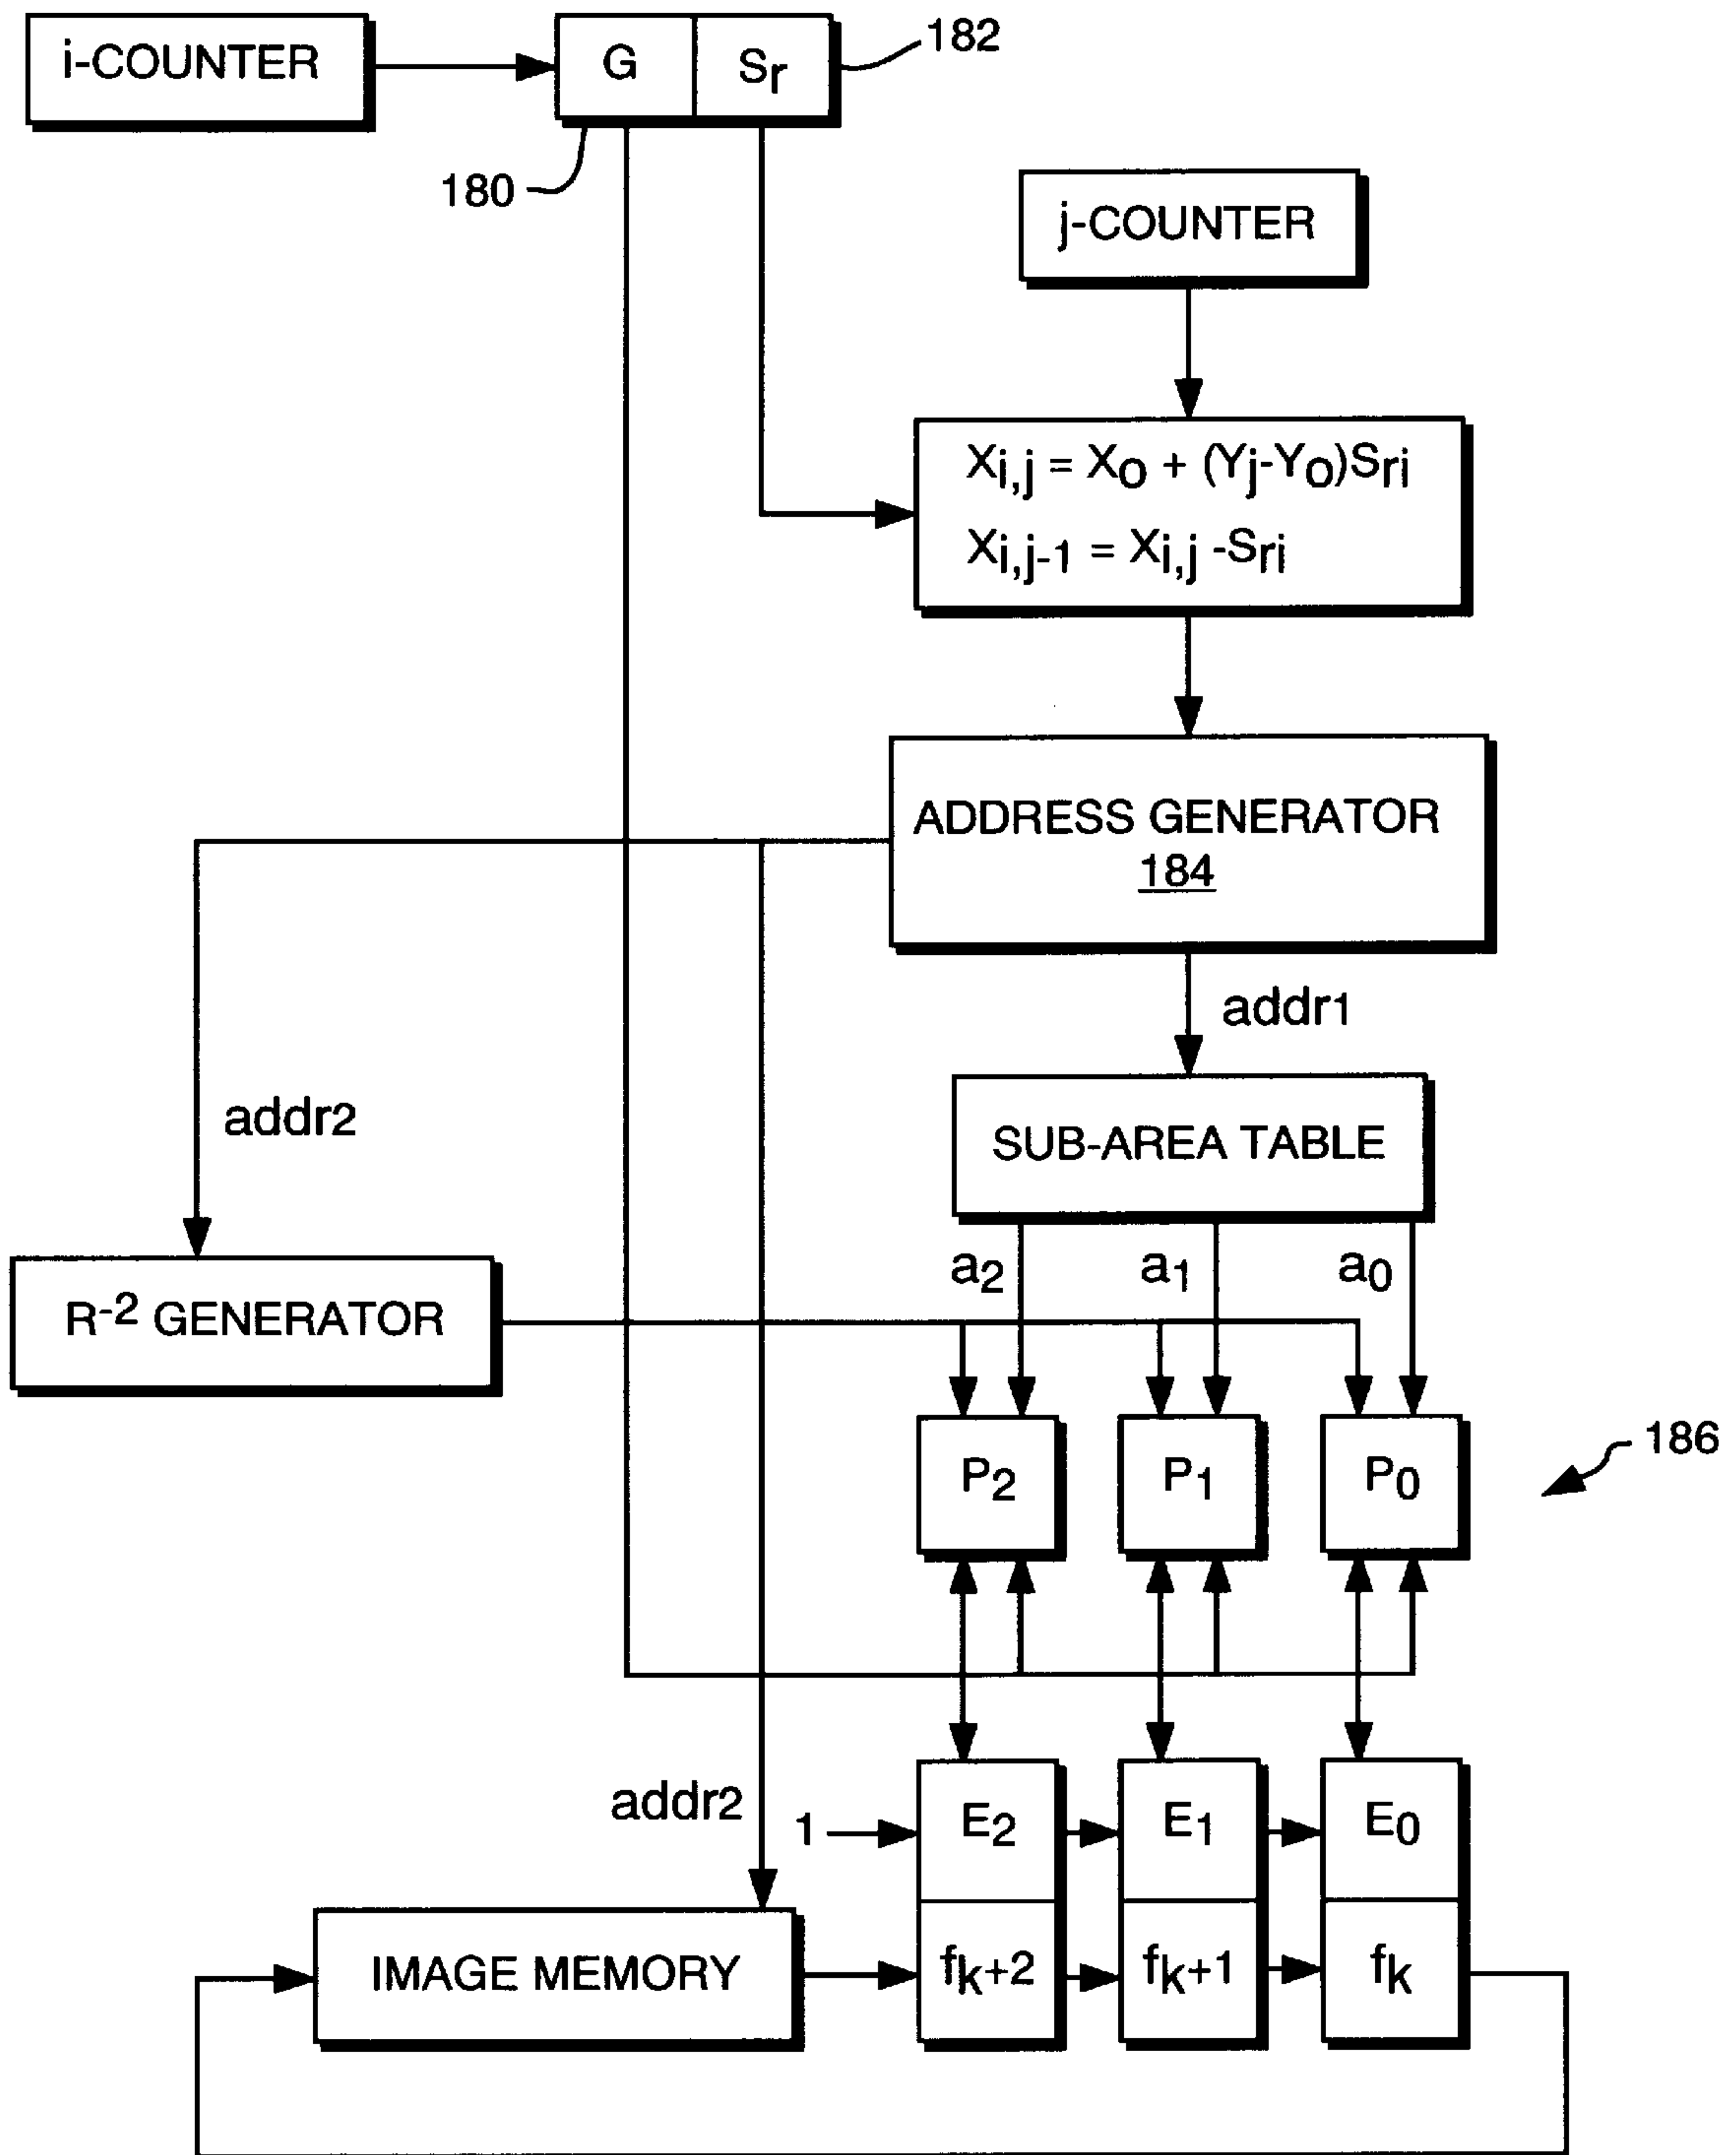 i-COUNTER
G
Sr
182
180
j-COUNTER
Xi,j = Xo + (Yj-Yo)Sri
Xi,j-1 = Xi,j -Sri
ADDRESS GENERATOR
184
addr1
addr2
SUB-AREA TABLE
a2
a1
a0
R-2 GENERATOR
P2
P1
P0
186
addr2
1
E2
E1
E0
IMAGE MEMORY
fk+2
fk+1
fk